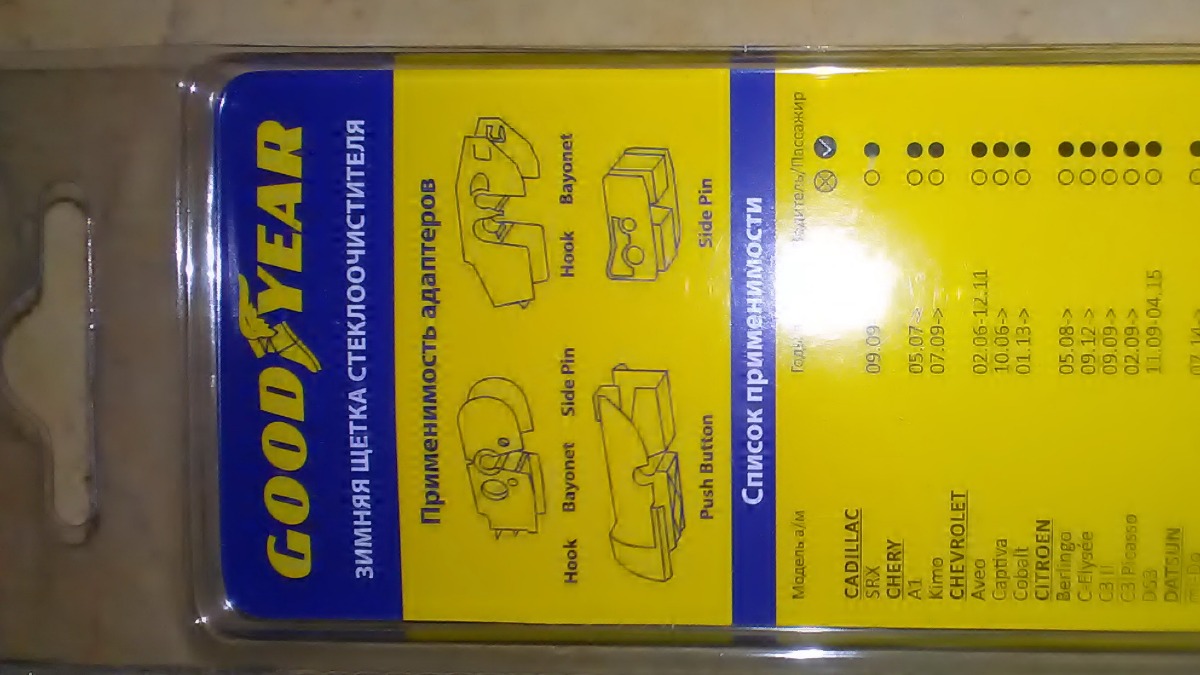 GOODYEAR
ЗИМНЯЯ ЩЕТКА СТЕКЛООЧИСТИТЕЛЯ
Применимость адаптеров
Hook Bayonet Side Pin
Hook Bayonet
Push Button
Side Pin
Список применимости
Модель а/м
CADILLAC
SRX 09.09
CHERY
A1 05.07->
Kimo 07.09->
CHEVROLET
Aveo 02.06-12.11
Captiva 10.06->
Cobalt 01.13->
CITROEN
Berlingo 05.08->
C-Elysée 09.12->
C3 II 09.09->
C3 Picasso 02.09->
DS3 11.09-04.15
DATSUN